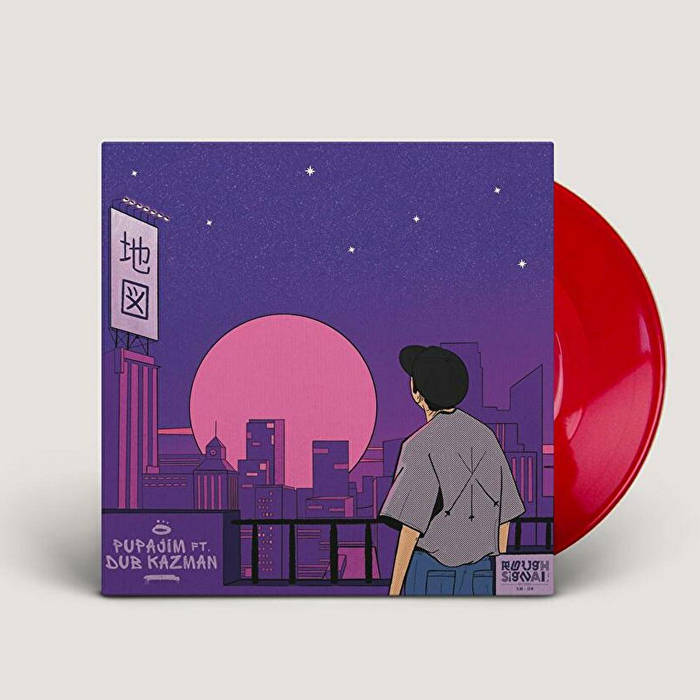 地
図
PUPAJIM FT.
DUB KAZMAN
ROUGH
SIGNAL